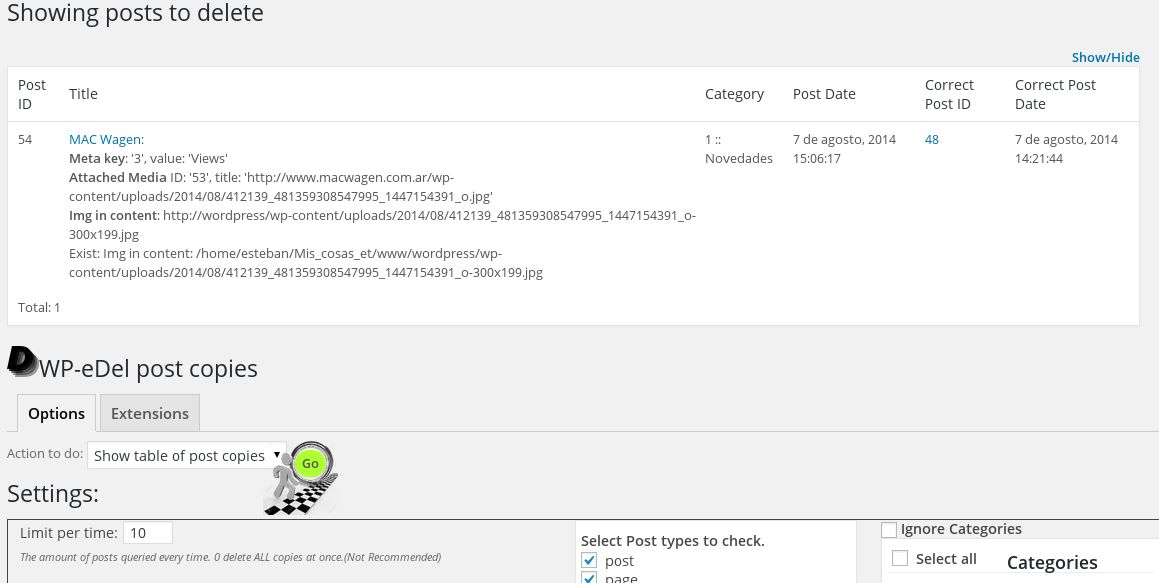 Showing posts to delete
Show/Hide
Post ID Title Category Post Date Correct Post ID Correct Post Date
54 MAC Wagen: 1 :: Novedades 7 de agosto, 2014 15:06:17 48 7 de agosto, 2014 14:21:44
Meta key: '3', value: 'Views'
Attached Media ID: '53', title: 'http://www.macwagen.com.ar/wp-
content/uploads/2014/08/412139_481359308547995_1447154391_o.jpg'
Img in content: http://wordpress/wp-content/uploads/2014/08/412139_481359308547995_1447154391_o-
300x199.jpg
Exist: Img in content: /home/esteban/Mis_cosas_et/www/wordpress/wp-
content/uploads/2014/08/412139_481359308547995_1447154391_o-300x199.jpg
Total: 1
D WP-eDel post copies
Options Extensions
Action to do: Show table of post copies Go
Settings:
Limit per time: 10
The amount of posts queried every time. 0 delete ALL copies at once.(Not Recommended)
Select Post types to check.
post
page
Ignore Categories
Select all Categories